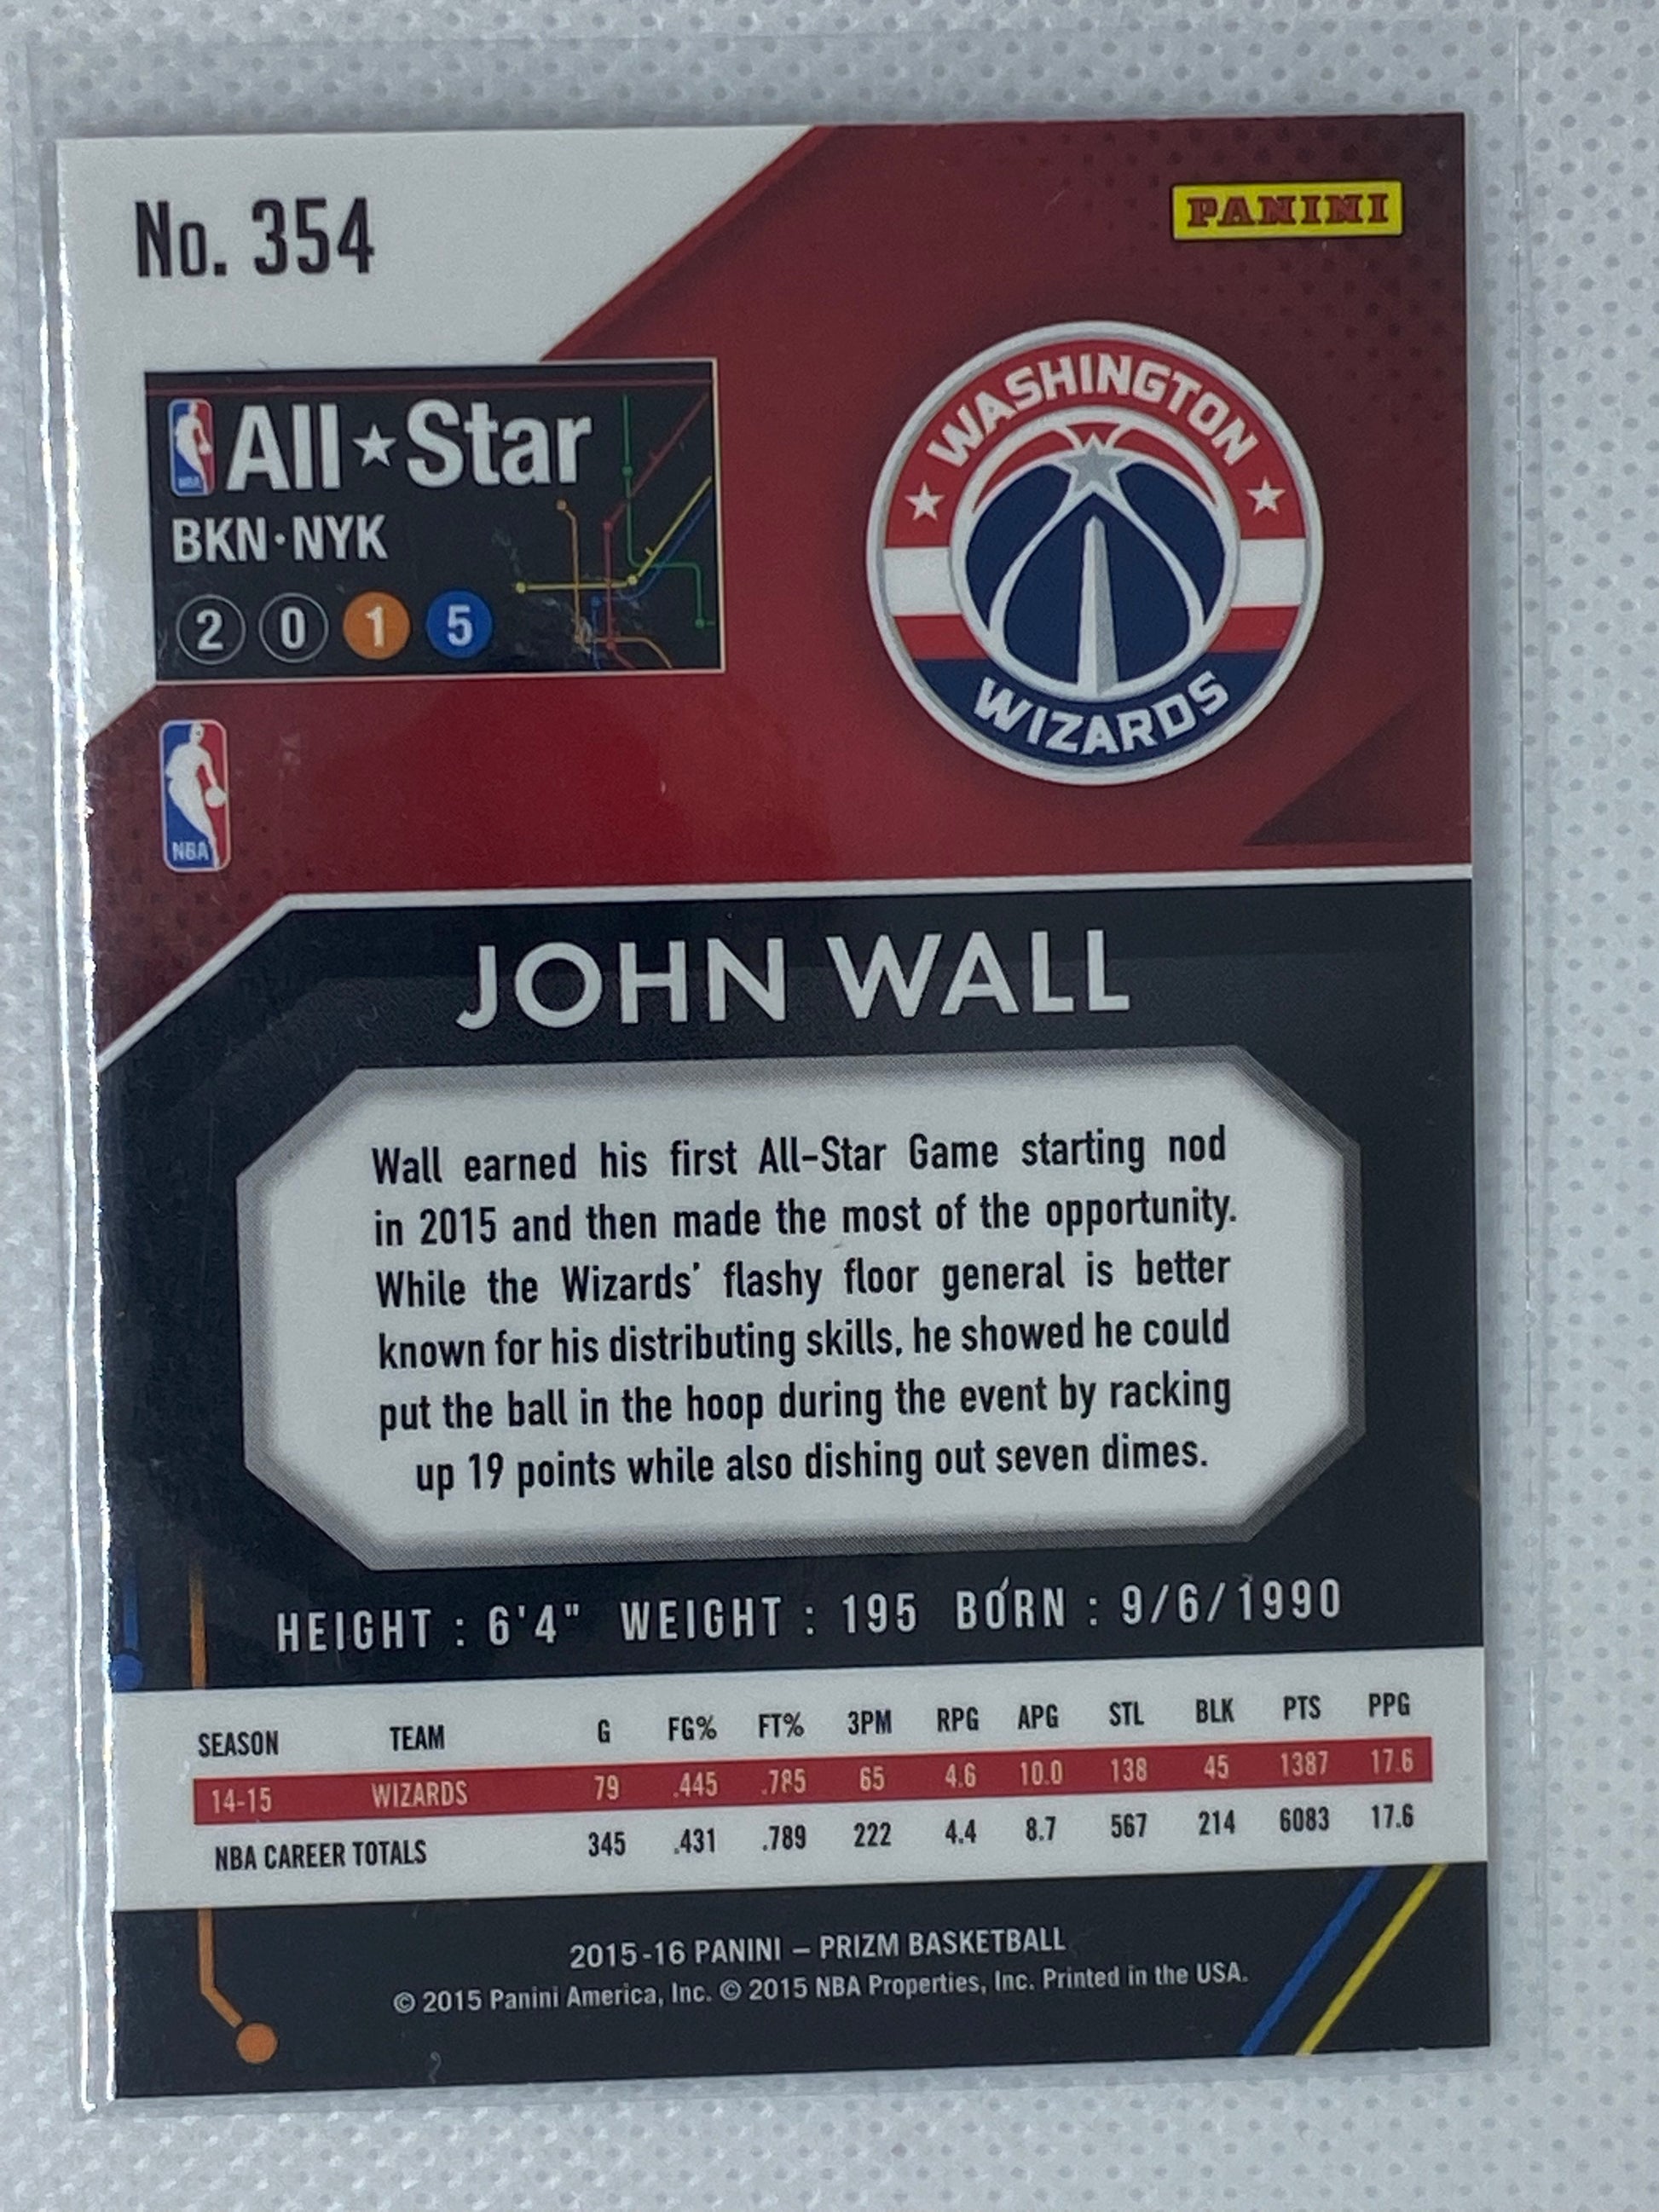 No. 354
PANINI
NBA
All★Star
BKN·NYK
2015
WASHINGTON
WIZARDS
NBA
JOHN WALL
Wall earned his first All-Star Game starting nod
in 2015 and then made the most of the opportunity.
While the Wizards' flashy floor general is better
known for his distributing skills, he showed he could
put the ball in the hoop during the event by racking
up 19 points while also dishing out seven dimes.
HEIGHT : 6'4" WEIGHT : 195 BORN : 9/6/1990
SEASON TEAM G FG% FT% 3PM RPG APG STL BLK PTS PPG
14-15 WIZARDS 79 .445 .785 65 4.6 10.0 138 45 1387 17.6
NBA CAREER TOTALS 345 .431 .789 222 4.4 8.7 567 214 6083 17.6
2015-16 PANINI – PRIZM BASKETBALL
© 2015 Panini America, Inc. © 2015 NBA Properties, Inc. Printed in the USA.